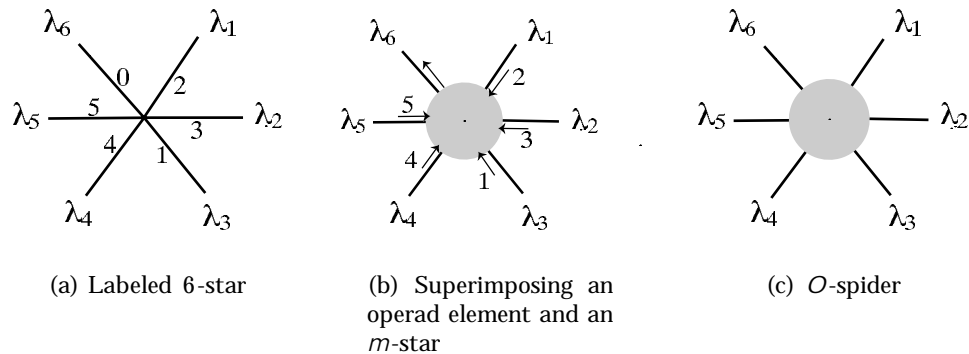 λ₆ λ₁
0 2
λ₅ 5 3 λ₂
4 1
λ₄ λ₃
(a) Labeled 6-star
λ₆ λ₁
2
λ₅ 5 3 λ₂
4 1
λ₄ λ₃
(b) Superimposing an
operad element and an
m-star
λ₆ λ₁
λ₅ λ₂
λ₄ λ₃
(c) O-spider